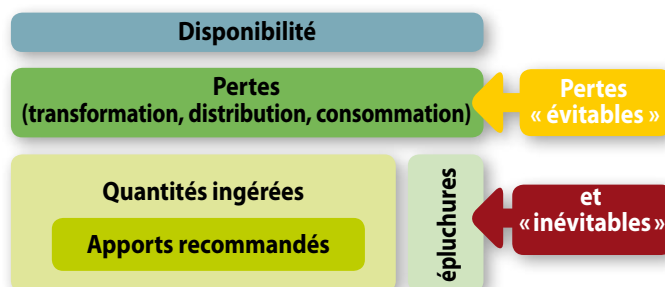 Disponibilité
Pertes
(transformation, distribution, consommation)
Pertes
« évitables »
Quantités ingérées
Apports recommandés
épluchures
et
« inévitables »